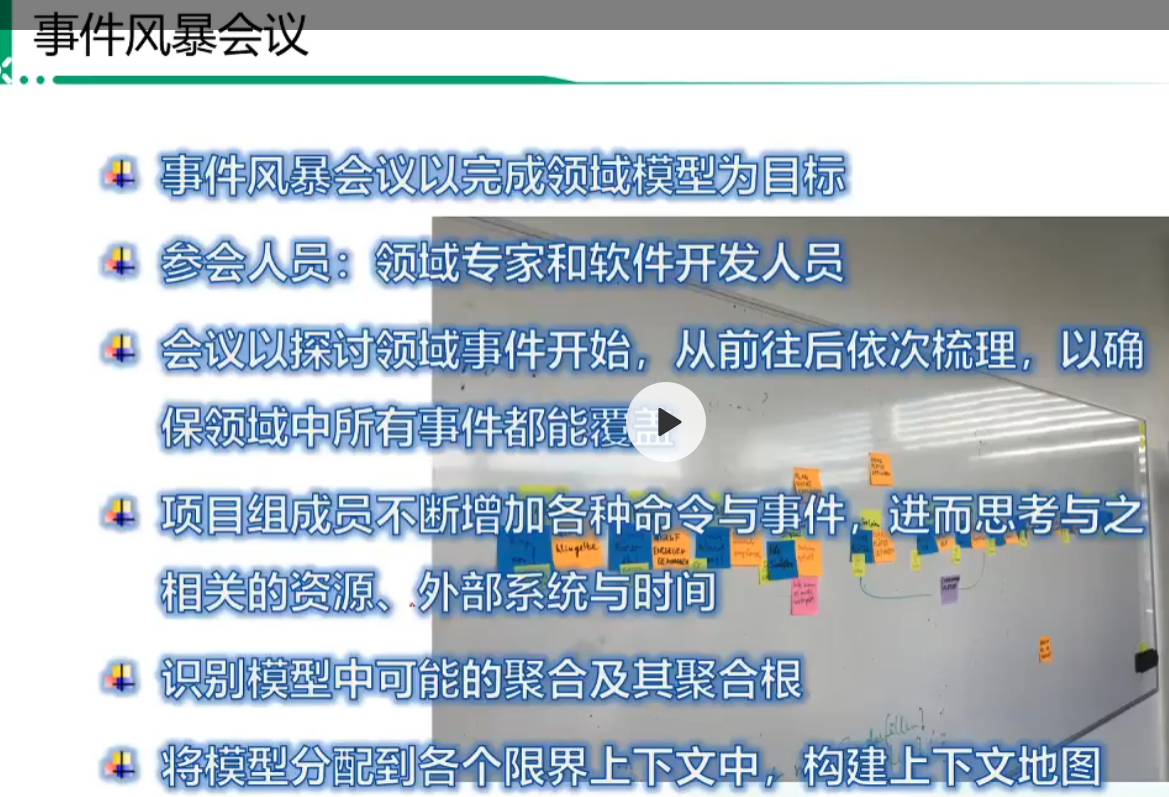 事件风暴会议
事件风暴会议以完成领域模型为目标
参会人员：领域专家和软件开发人员
会议以探讨领域事件开始，从前往后依次梳理，以确
保领域中所有事件都能覆盖
项目组成员不断增加各种命令与事件，进而思考与之
相关的资源、外部系统与时间
识别模型中可能的聚合及其聚合根
将模型分配到各个限界上下文中，构建上下文地图